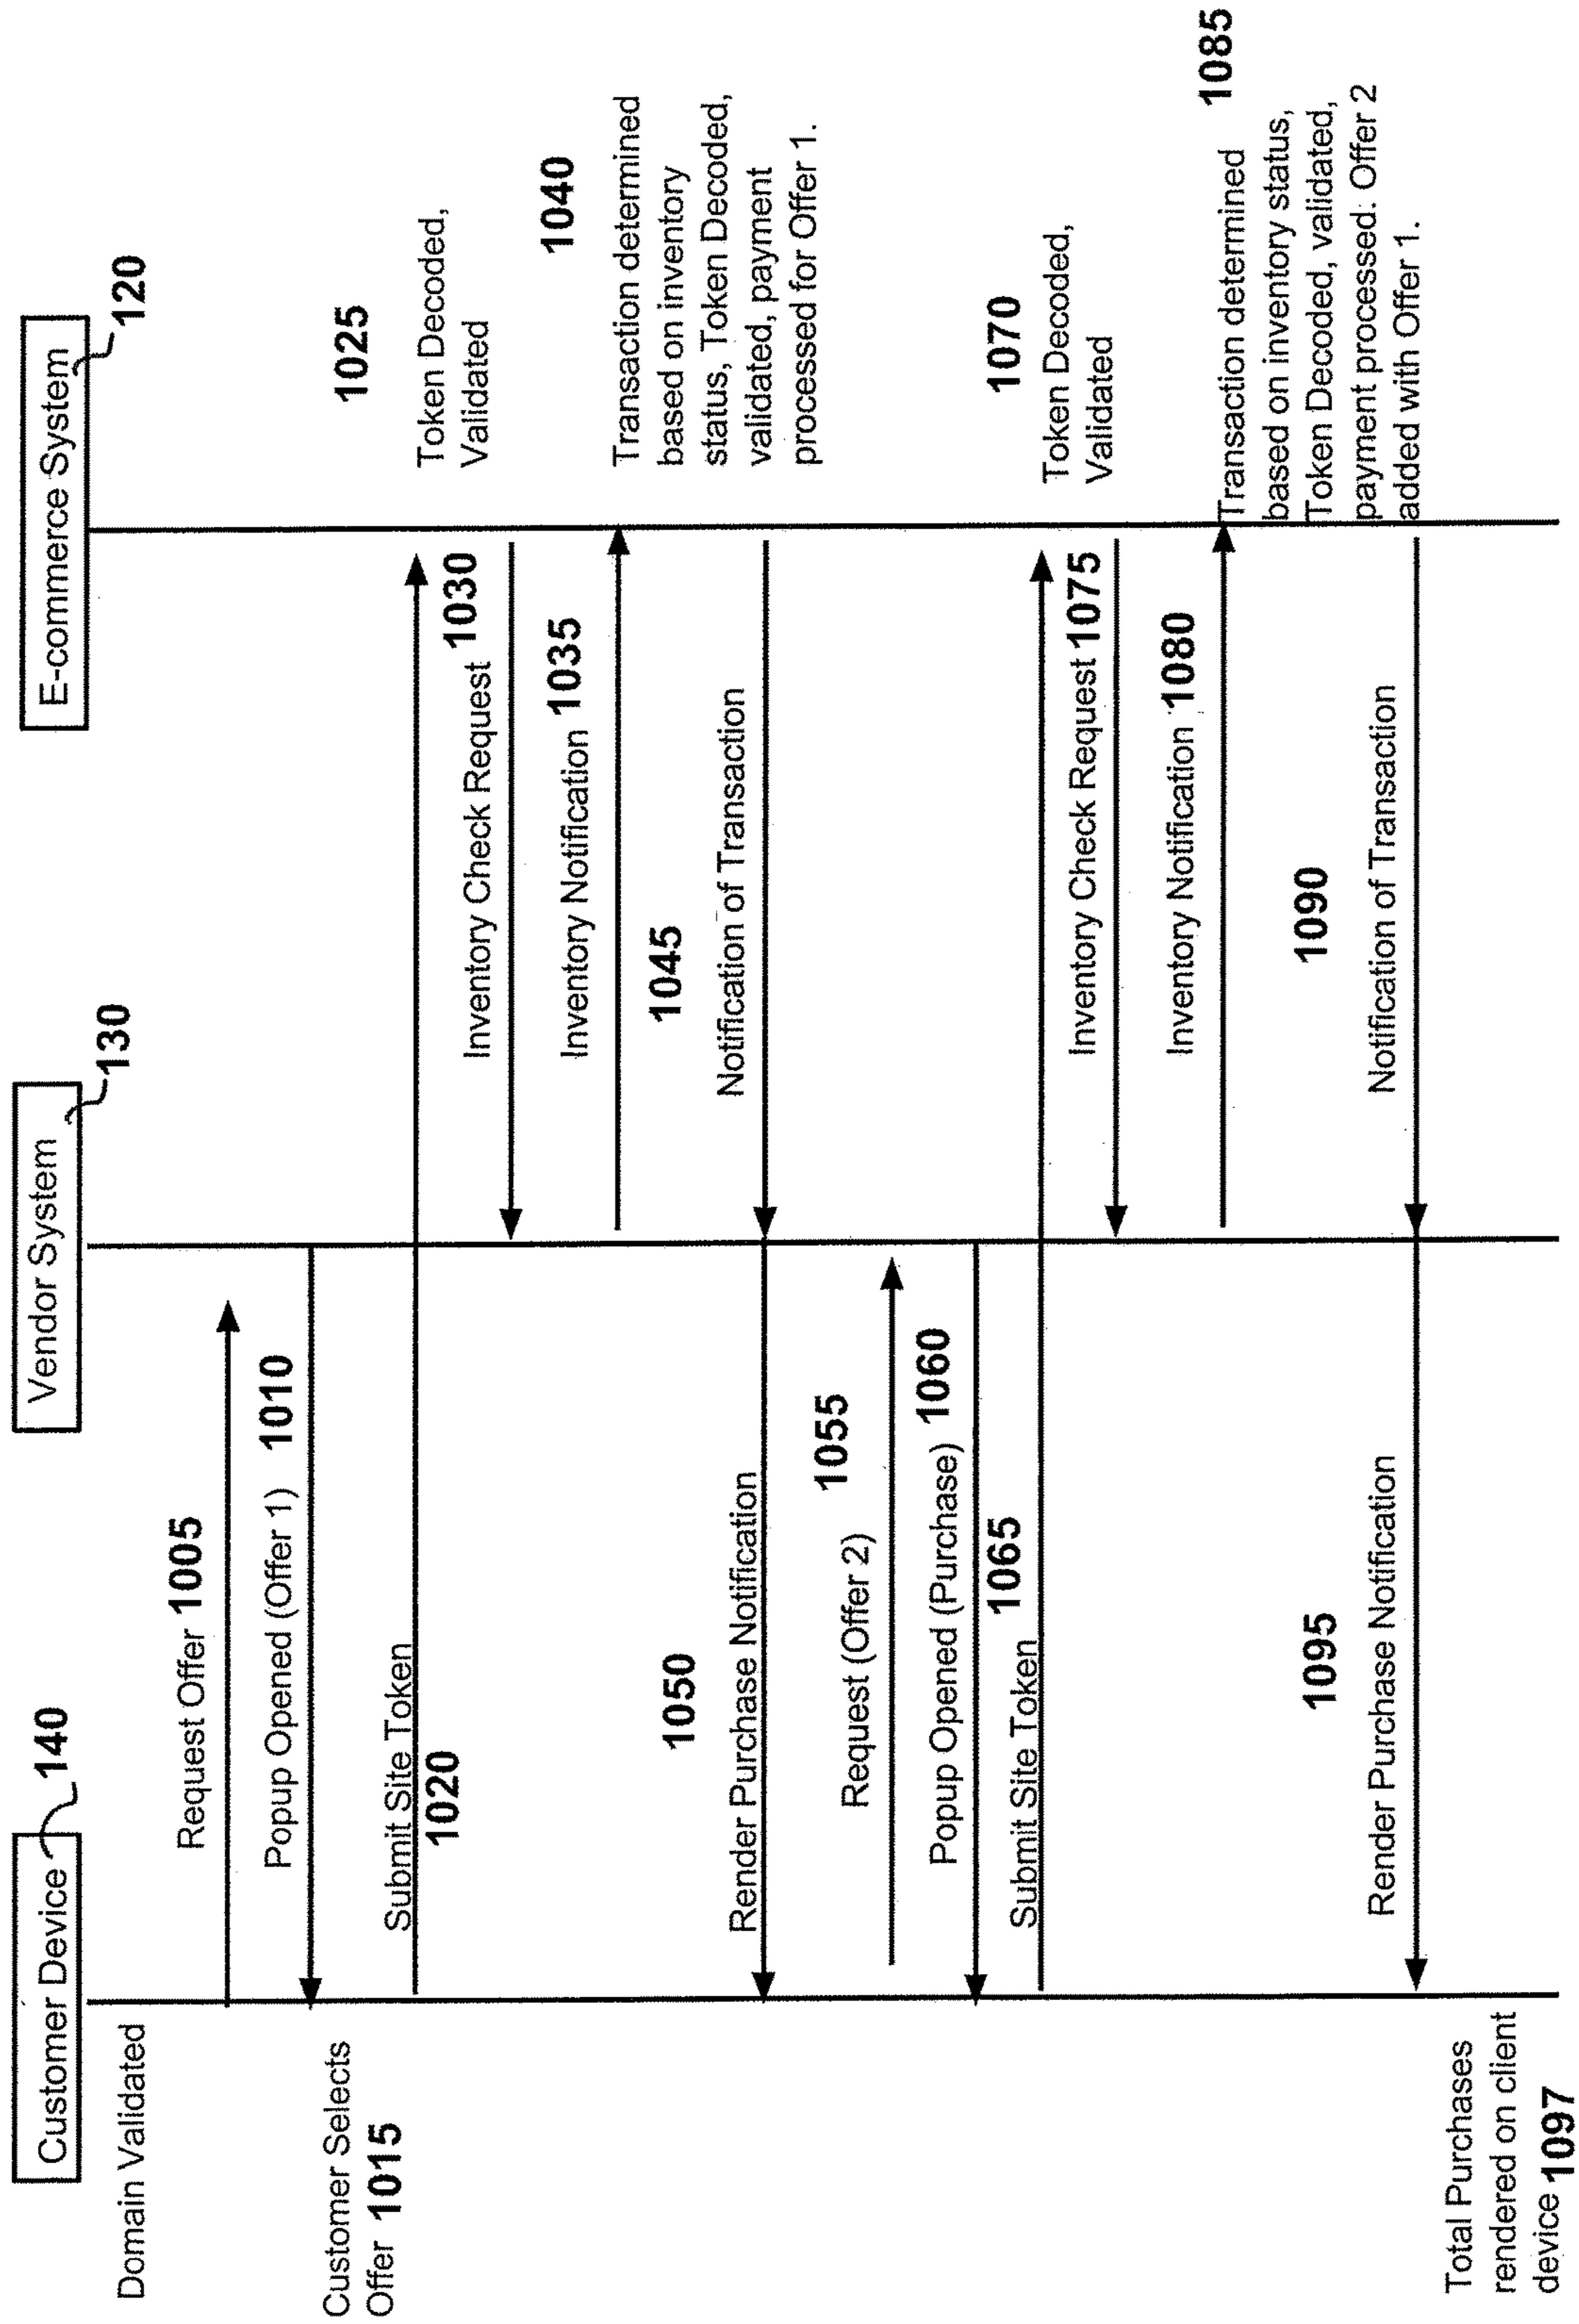 Customer Device 140
Vendor System
130
E-commerce System
120
Domain Validated
Request Offer 1005
Popup Opened (Offer 1) 1010
Customer Selects
Offer 1015
Submit Site Token
1020
1025
Token Decoded,
Validated
Inventory Check Request 1030
Inventory Notification 1035
1040
Transaction determined
based on inventory
status, Token Decoded,
validated, payment
processed for Offer 1.
1045
Notification of Transaction
1050
Render Purchase Notification
1055
Request (Offer 2)
Popup Opened (Purchase) 1060
1065
Submit Site Token
1070
Token Decoded,
Validated
Inventory Check Request 1075
Inventory Notification 1080
1085
Transaction determined
based on inventory status,
Token Decoded, validated,
payment processed: Offer 2
added with Offer 1.
1090
Notification of Transaction
1095
Render Purchase Notification
Total Purchases
rendered on client
device 1097